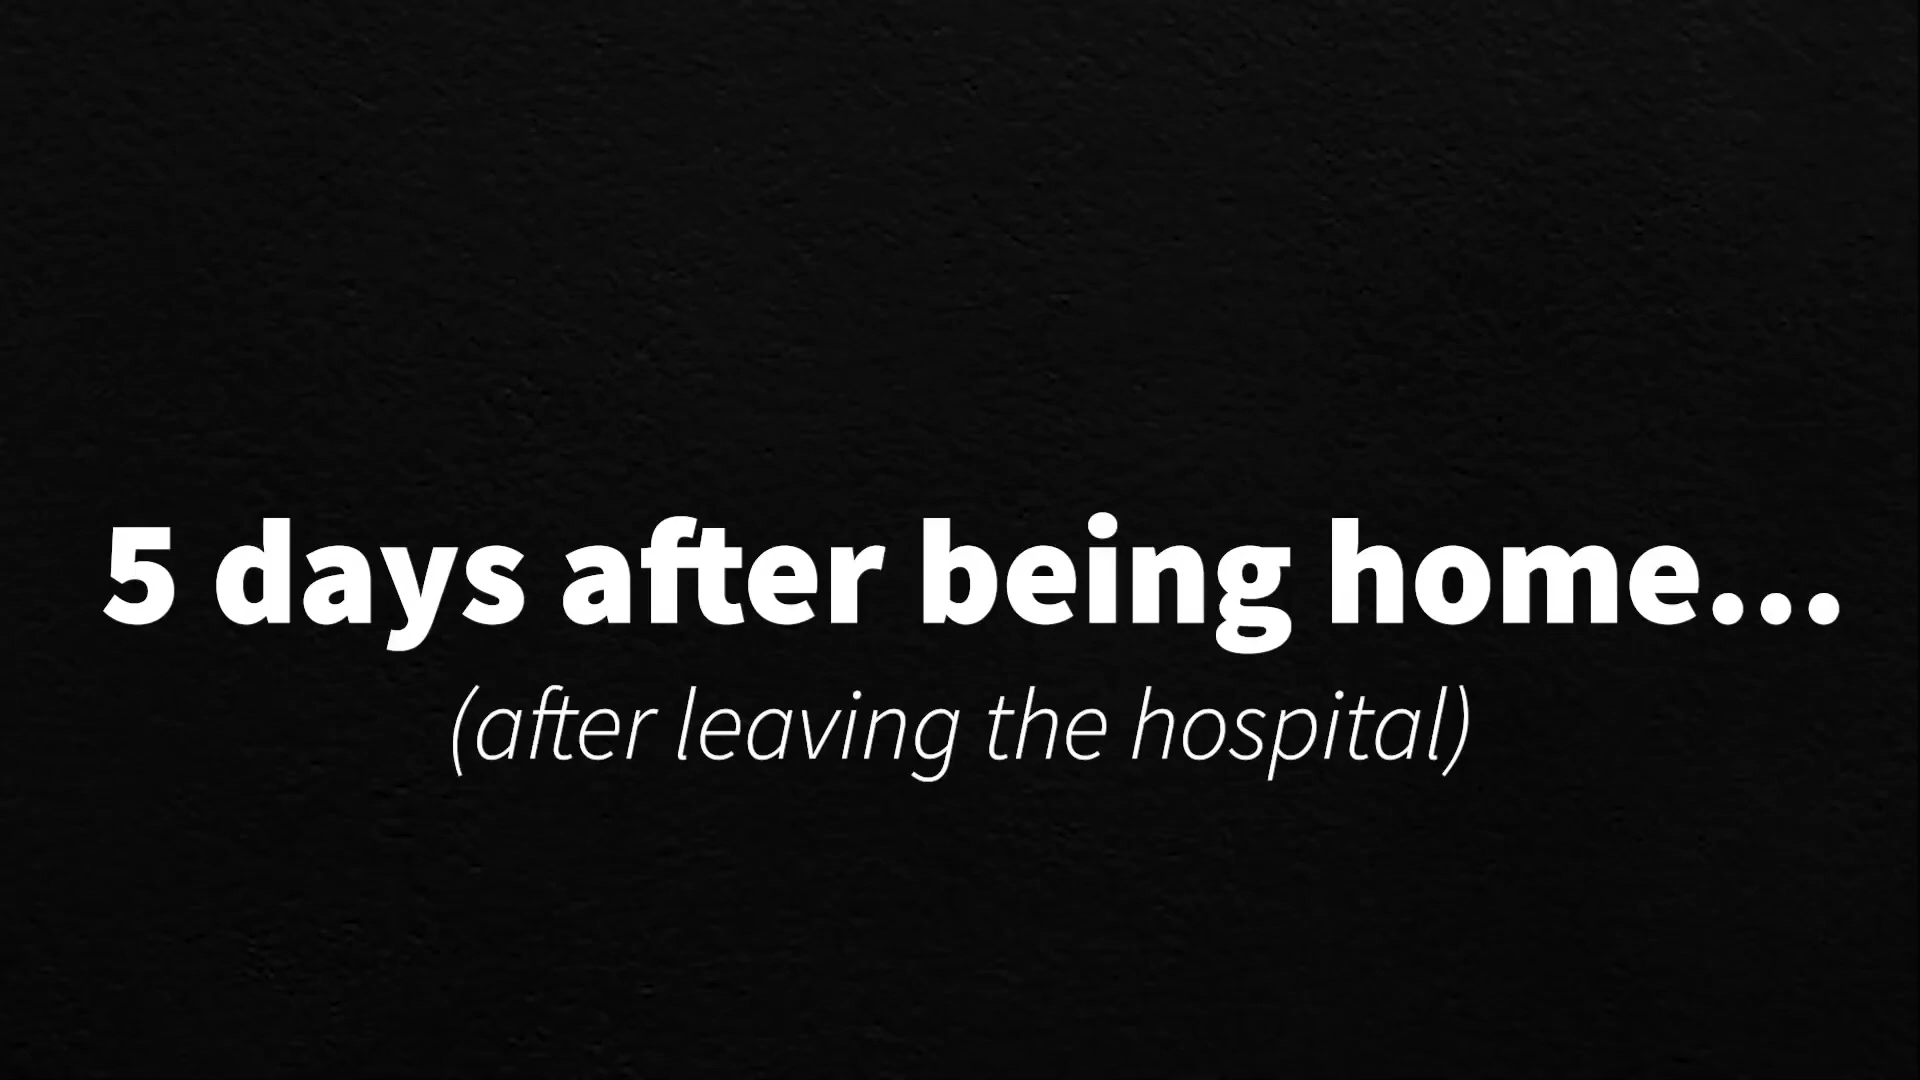 5 days after being home...
(after leaving the hospital)